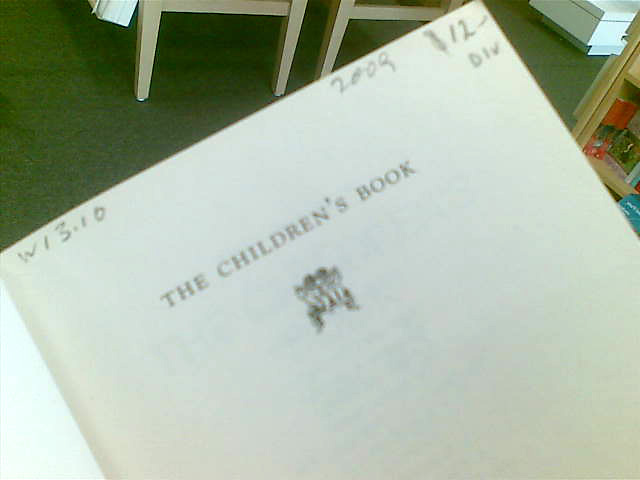 2009 $12-
DIV
W13.10
THE CHILDREN'S BOOK